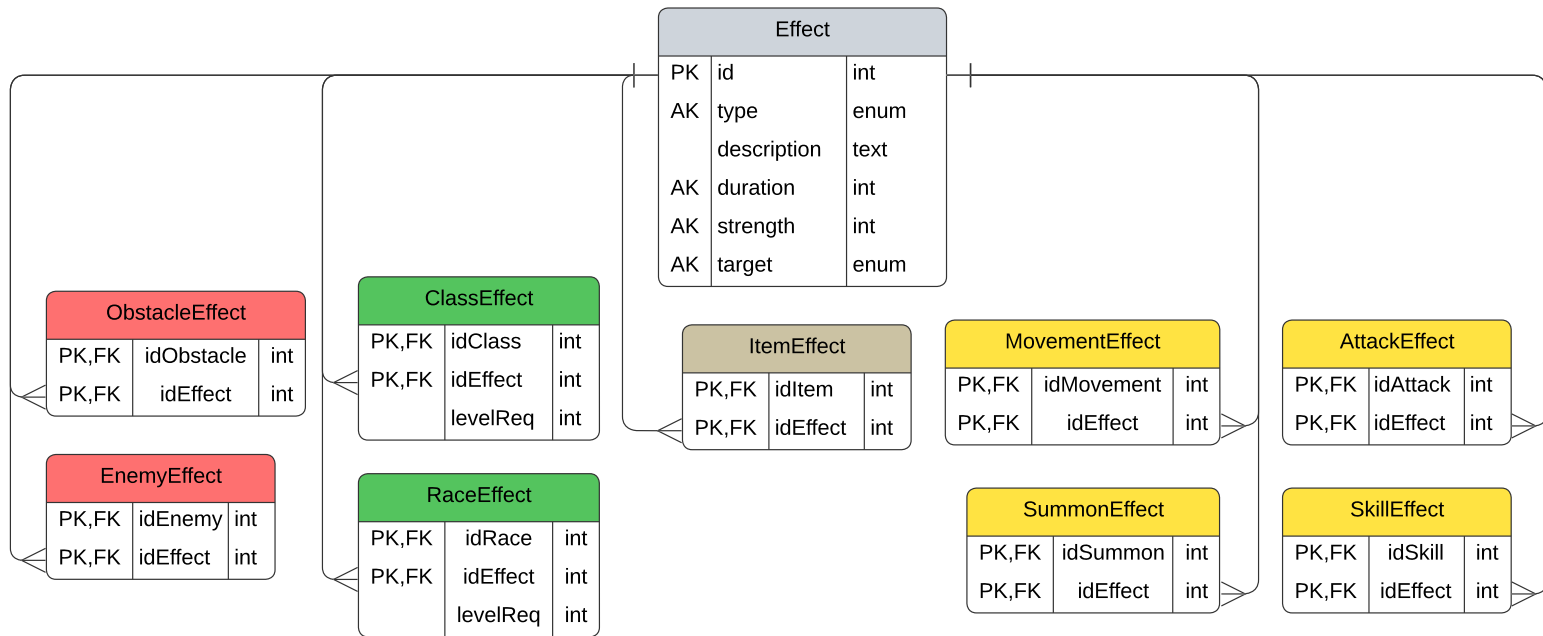 Effect
PK id int
AK type enum
description text
AK duration int
AK strength int
AK target enum
ObstacleEffect
PK,FK idObstacle int
PK,FK idEffect int
ClassEffect
PK,FK idClass int
PK,FK idEffect int
levelReq int
ItemEffect
PK,FK idItem int
PK,FK idEffect int
MovementEffect
PK,FK idMovement int
PK,FK idEffect int
AttackEffect
PK,FK idAttack int
PK,FK idEffect int
EnemyEffect
PK,FK idEnemy int
PK,FK idEffect int
RaceEffect
PK,FK idRace int
PK,FK idEffect int
levelReq int
SummonEffect
PK,FK idSummon int
PK,FK idEffect int
SkillEffect
PK,FK idSkill int
PK,FK idEffect int